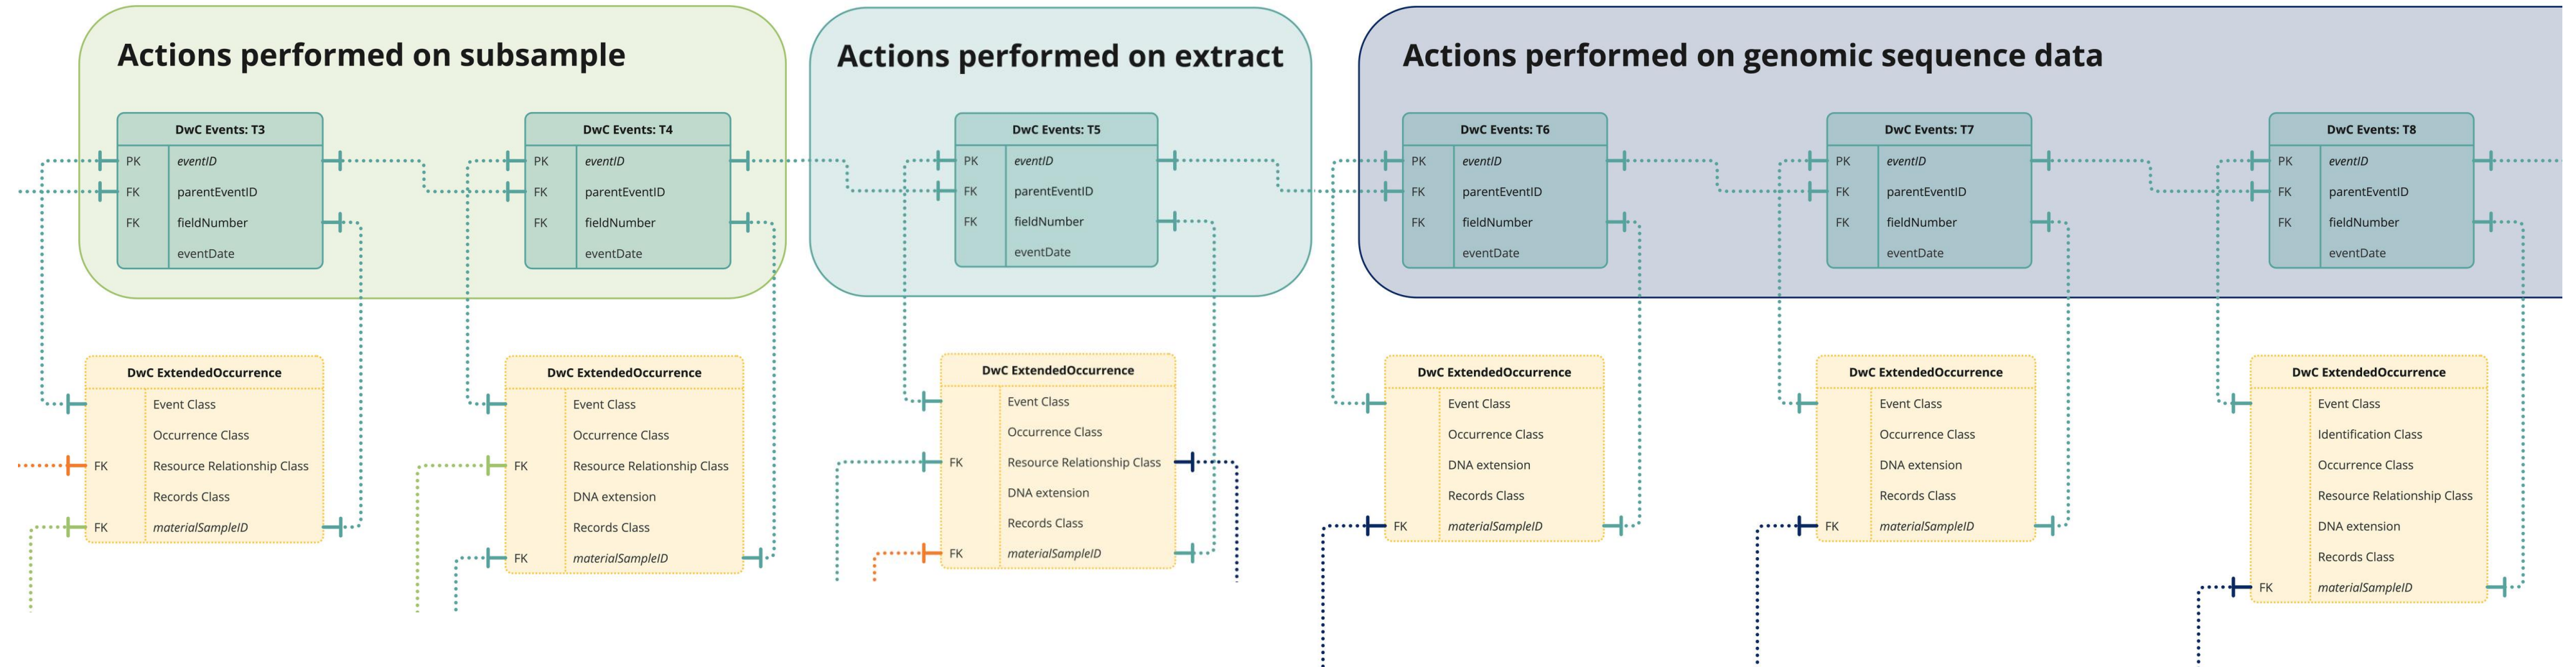 Actions performed on subsample
DwC Events: T3
PK eventID
FK parentEventID
FK fieldNumber
eventDate
DwC Events: T4
PK eventID
FK parentEventID
FK fieldNumber
eventDate
Actions performed on extract
DwC Events: T5
PK eventID
FK parentEventID
FK fieldNumber
eventDate
Actions performed on genomic sequence data
DwC Events: T6
PK eventID
FK parentEventID
FK fieldNumber
eventDate
DwC Events: T7
PK eventID
FK parentEventID
FK fieldNumber
eventDate
DwC Events: T8
PK eventID
FK parentEventID
FK fieldNumber
eventDate
DwC ExtendedOccurrence
Event Class
Occurrence Class
FK Resource Relationship Class
Records Class
FK materialSampleID
DwC ExtendedOccurrence
Event Class
Occurrence Class
FK Resource Relationship Class
DNA extension
Records Class
FK materialSampleID
DwC ExtendedOccurrence
Event Class
Occurrence Class
FK Resource Relationship Class
DNA extension
Records Class
FK materialSampleID
DwC ExtendedOccurrence
Event Class
Occurrence Class
DNA extension
Records Class
FK materialSampleID
DwC ExtendedOccurrence
Event Class
Occurrence Class
DNA extension
Records Class
FK materialSampleID
DwC ExtendedOccurrence
Event Class
Identification Class
Occurrence Class
Resource Relationship Class
DNA extension
Records Class
FK materialSampleID